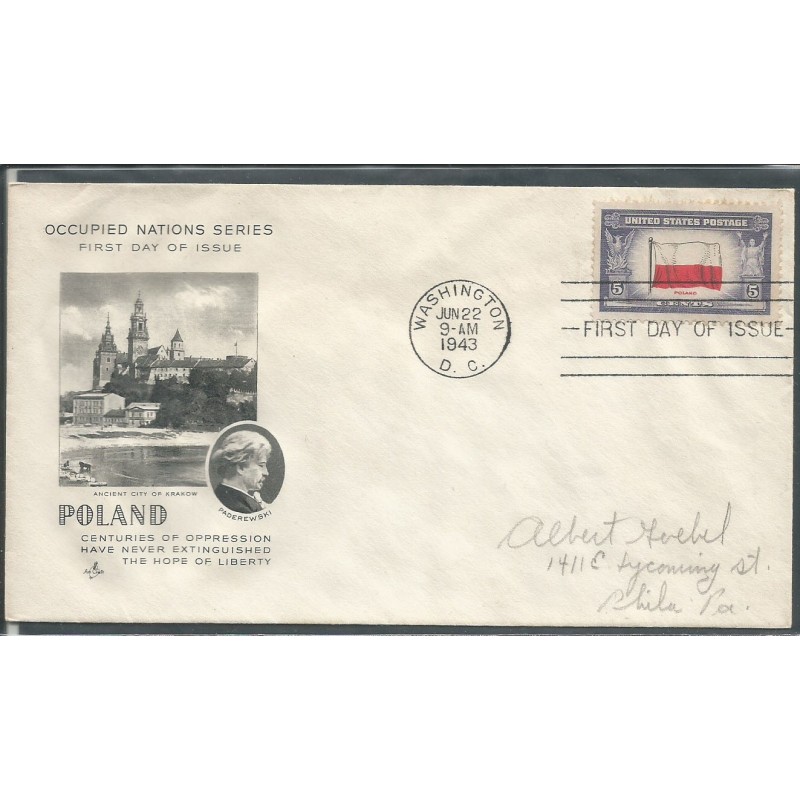 OCCUPIED NATIONS SERIES
FIRST DAY OF ISSUE
ANCIENT CITY OF KRAKOW
PADEREWSKI
POLAND
CENTURIES OF OPPRESSION
HAVE NEVER EXTINGUISHED
THE HOPE OF LIBERTY
WASHINGTON
JUN 22
9-AM
1943
D. C.
UNITED STATES POSTAGE
POLAND
5 5
FIRST DAY OF ISSUE
Albert Goebel
1411 E Lycoming St.
Phila Pa.